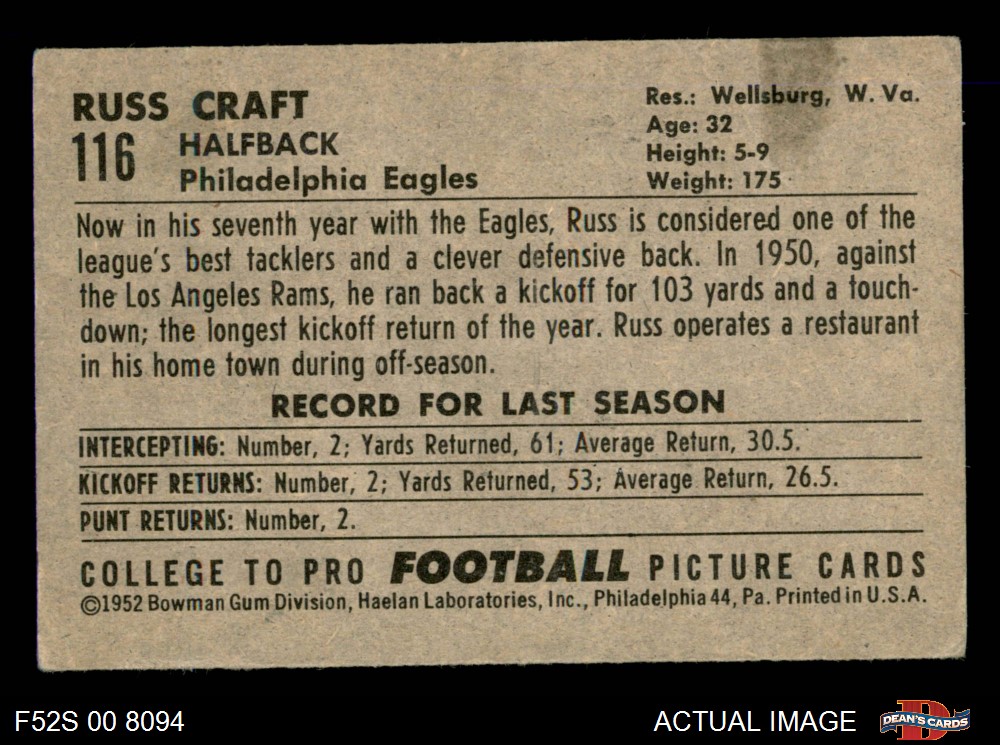 RUSS CRAFT
116
HALFBACK
Philadelphia Eagles
Res.: Wellsburg, W. Va.
Age: 32
Height: 5-9
Weight: 175
Now in his seventh year with the Eagles, Russ is considered one of the
league's best tacklers and a clever defensive back. In 1950, against
the Los Angeles Rams, he ran back a kickoff for 103 yards and a touch-
down; the longest kickoff return of the year. Russ operates a restaurant
in his home town during off-season.
RECORD FOR LAST SEASON
INTERCEPTING: Number, 2; Yards Returned, 61; Average Return, 30.5.
KICKOFF RETURNS: Number, 2; Yards Returned, 53; Average Return, 26.5.
PUNT RETURNS: Number, 2.
COLLEGE TO PRO FOOTBALL PICTURE CARDS
©1952 Bowman Gum Division, Haelan Laboratories, Inc., Philadelphia 44, Pa. Printed in U.S.A.
F52S 00 8094
ACTUAL IMAGE
DEAN'S CARDS